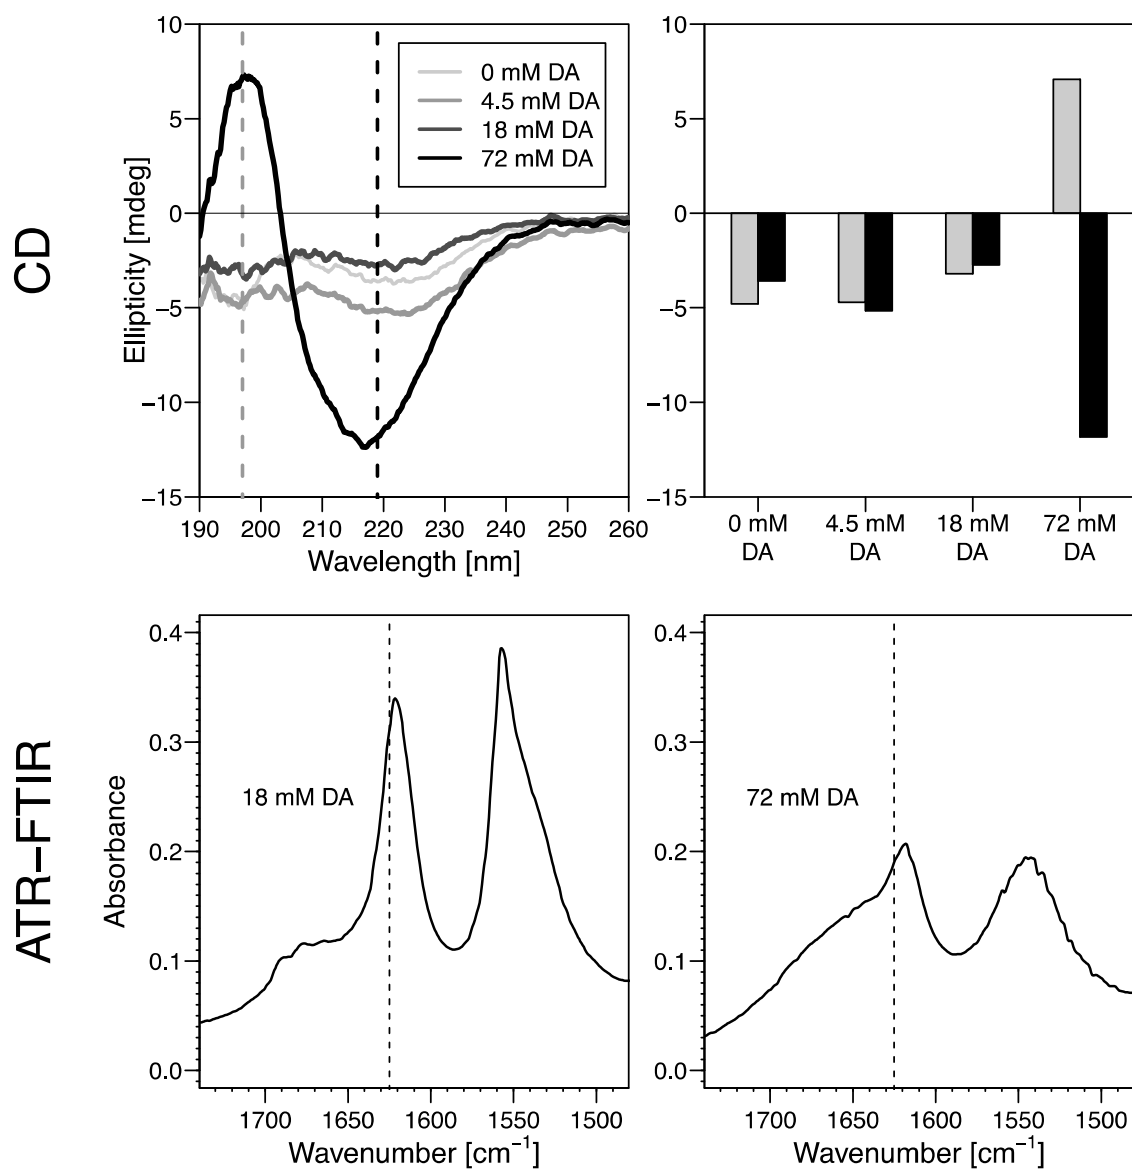 CD
Ellipticity [mdeg]
10
5
0
−5
−10
−15
0 mM DA
4.5 mM DA
18 mM DA
72 mM DA
190 200 210 220 230 240 250 260
Wavelength [nm]
10
5
0
−5
−10
−15
0 mM DA
4.5 mM DA
18 mM DA
72 mM DA
ATR−FTIR
Absorbance
0.4
0.3
0.2
0.1
0.0
18 mM DA
1700 1650 1600 1550 1500
Wavenumber [cm⁻¹]
0.4
0.3
0.2
0.1
0.0
72 mM DA
1700 1650 1600 1550 1500
Wavenumber [cm⁻¹]